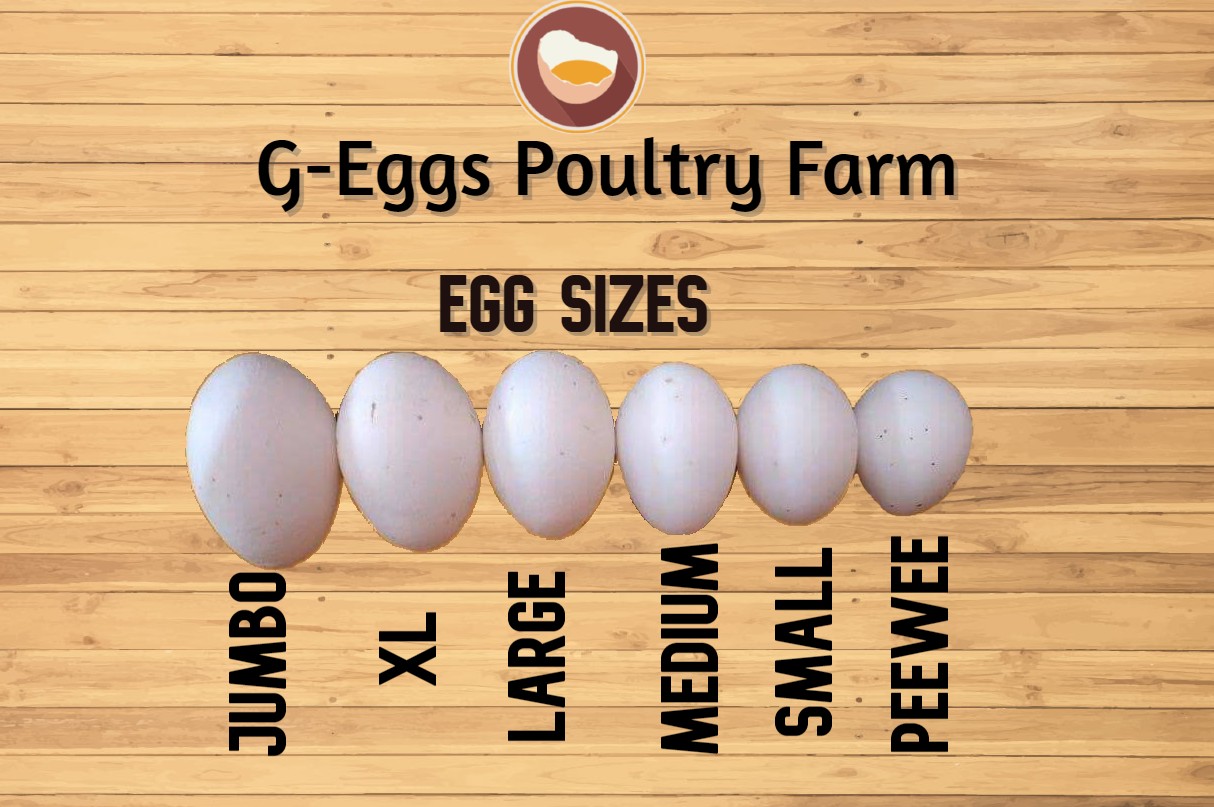 G-Eggs Poultry Farm
EGG SIZES
JUMBO
XL
LARGE
MEDIUM
SMALL
PEEWEE